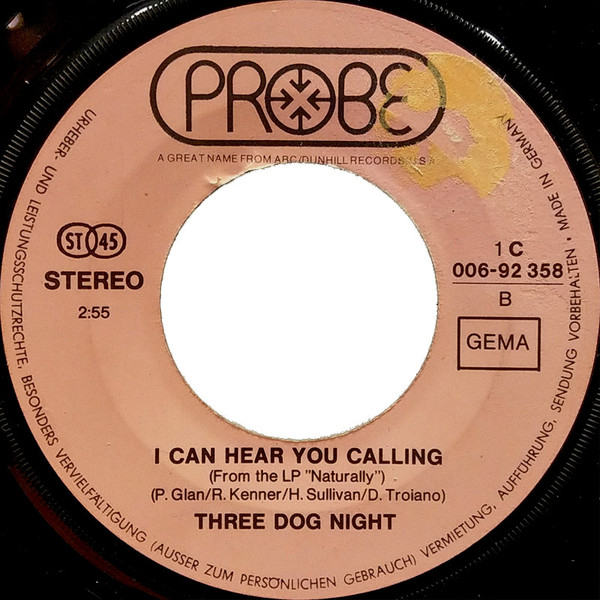 PROBE
A GREAT NAME FROM ABC/DUNHILL RECORDS, U.S.A.
ST 45
STEREO
2:55
1 C
006-92 358
B
GEMA
I CAN HEAR YOU CALLING
(From the LP "Naturally")
(P. Glan/R. Kenner/H. Sullivan/D. Troiano)
THREE DOG NIGHT
URHEBER- UND LEISTUNGSSCHUTZRECHTE, BESONDERS VERVIELFÄLTIGUNG (AUSSER ZUM PERSÖNLICHEN GEBRAUCH) VERMIETUNG, AUFFÜHRUNG, SENDUNG VORBEHALTEN • MADE IN GERMANY